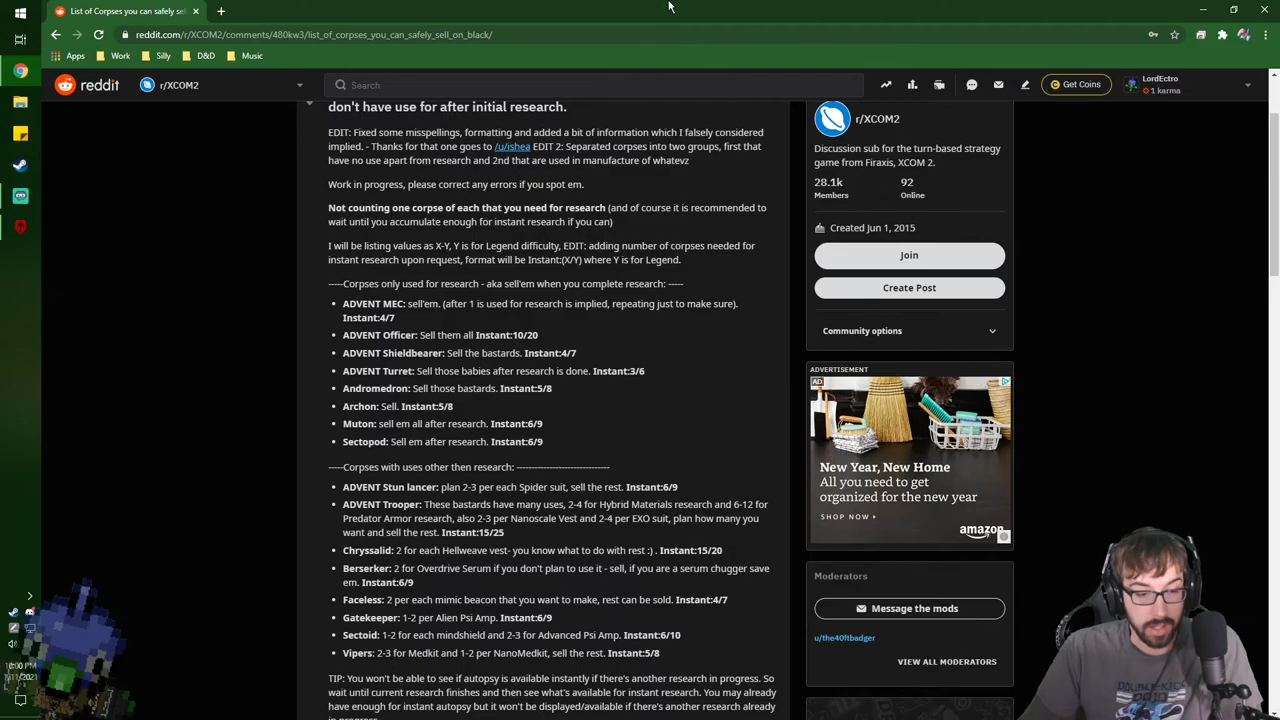 List of Corpses you can safely sel
reddit.com/r/XCOM2/comments/480kw3/list_of_corpses_you_can_safely_sell_on_black/
Apps
Work
Silly
D&D
Music
reddit
r/XCOM2
Search
Get Coins
LordEctro
1 karma
don't have use for after initial research.
EDIT: Fixed some misspellings, formatting and added a bit of information which I falsely considered
implied. - Thanks for that one goes to /u/ishea EDIT 2: Separated corpses into two groups, first that
have no use apart from research and 2nd that are used in manufacture of whatevz
Work in progress, please correct any errors if you spot em.
Not counting one corpse of each that you need for research (and of course it is recommended to
wait until you accumulate enough for instant research if you can)
I will be listing values as X-Y, Y is for Legend difficulty, EDIT: adding number of corpses needed for
instant research upon request, format will be Instant:(X/Y) where Y is for Legend.
-----Corpses only used for research - aka sell'em when you complete research: -----
• ADVENT MEC: sell'em. (after 1 is used for research is implied, repeating just to make sure).
Instant:4/7
• ADVENT Officer: Sell them all Instant:10/20
• ADVENT Shieldbearer: Sell the bastards. Instant:4/7
• ADVENT Turret: Sell those babies after research is done. Instant:3/6
• Andromedron: Sell those bastards. Instant:5/8
• Archon: Sell. Instant:5/8
• Muton: sell em all after research. Instant:6/9
• Sectopod: Sell em after research. Instant:6/9
-----Corpses with uses other then research: -------------------------------
• ADVENT Stun lancer: plan 2-3 per each Spider suit, sell the rest. Instant:6/9
• ADVENT Trooper: These bastards have many uses, 2-4 for Hybrid Materials research and 6-12 for
Predator Armor research, also 2-3 per Nanoscale Vest and 2-4 per EXO suit, plan how many you
want and sell the rest. Instant:15/25
• Chryssalid: 2 for each Hellweave vest- you know what to do with rest :) . Instant:15/20
• Berserker: 2 for Overdrive Serum if you don't plan to use it - sell, if you are a serum chugger save
em. Instant:6/9
• Faceless: 2 per each mimic beacon that you want to make, rest can be sold. Instant:4/7
• Gatekeeper: 1-2 per Alien Psi Amp. Instant:6/9
• Sectoid: 1-2 for each mindshield and 2-3 for Advanced Psi Amp. Instant:6/10
• Vipers: 2-3 for Medkit and 1-2 per NanoMedkit, sell the rest. Instant:5/8
TIP: You won't be able to see if autopsy is available instantly if there's another research in progress. So
wait until current research finishes and then see what's available for instant research. You may already
have enough for instant autopsy but it won't be displayed/available if there's another research already
in progress.
r/XCOM2
Discussion sub for the turn-based strategy
game from Firaxis, XCOM 2.
28.1k
92
Members
Online
Created Jun 1, 2015
Join
Create Post
Community options
ADVERTISEMENT
AD
New Year, New Home
All you need to get
organized for the new year
SHOP NOW
amazon
Moderators
Message the mods
u/the40ftbadger
VIEW ALL MODERATORS